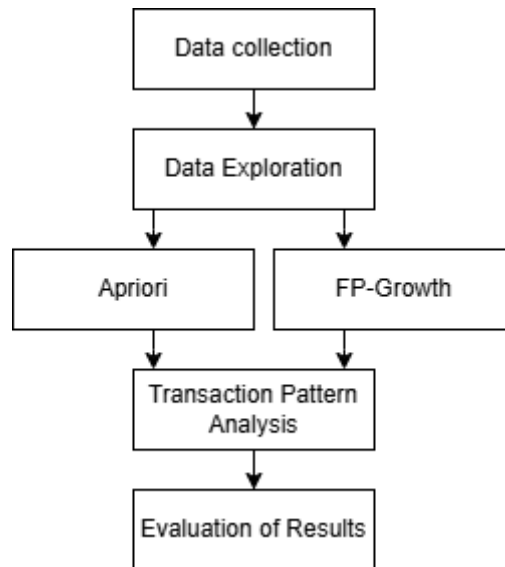 Data collection
Data Exploration
Apriori
FP-Growth
Transaction Pattern
Analysis
Evaluation of Results